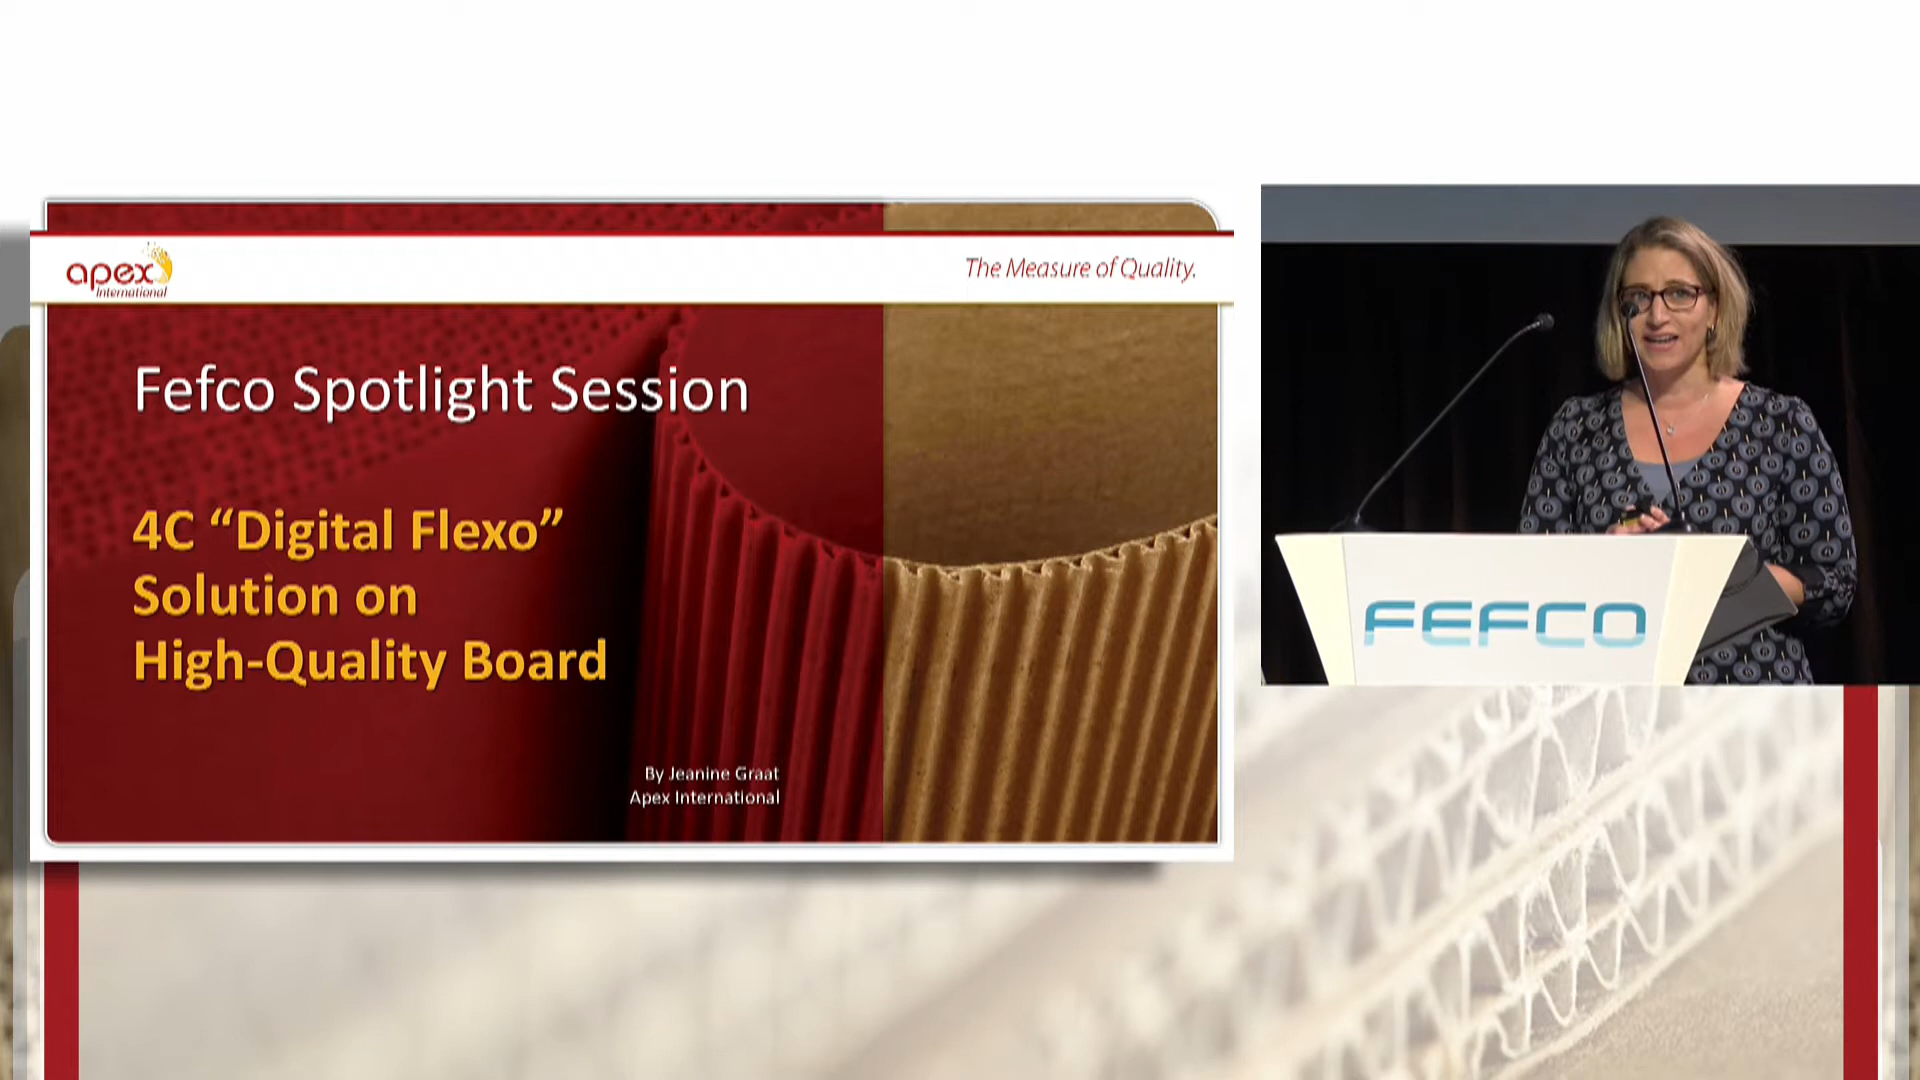 apex
International
The Measure of Quality.
Fefco Spotlight Session
4C “Digital Flexo”
Solution on
High-Quality Board
By Jeanine Graat
Apex International
FEFCO